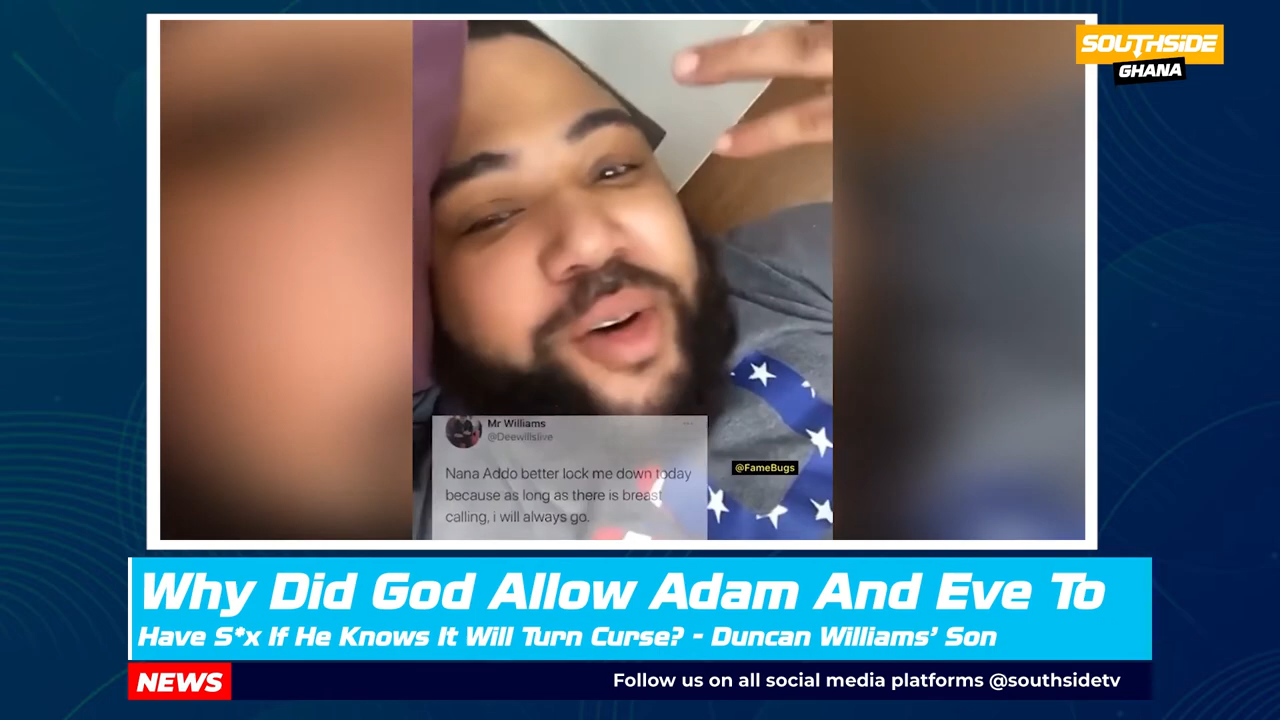 SOUTHSIDE
GHANA
Mr Williams
@Deewillslive
Nana Addo better lock me down today
because as long as there is breast
calling, i will always go.
@FameBugs
Why Did God Allow Adam And Eve To
Have S*x If He Knows It Will Turn Curse? - Duncan Williams' Son
NEWS
Follow us on all social media platforms @southsidetv